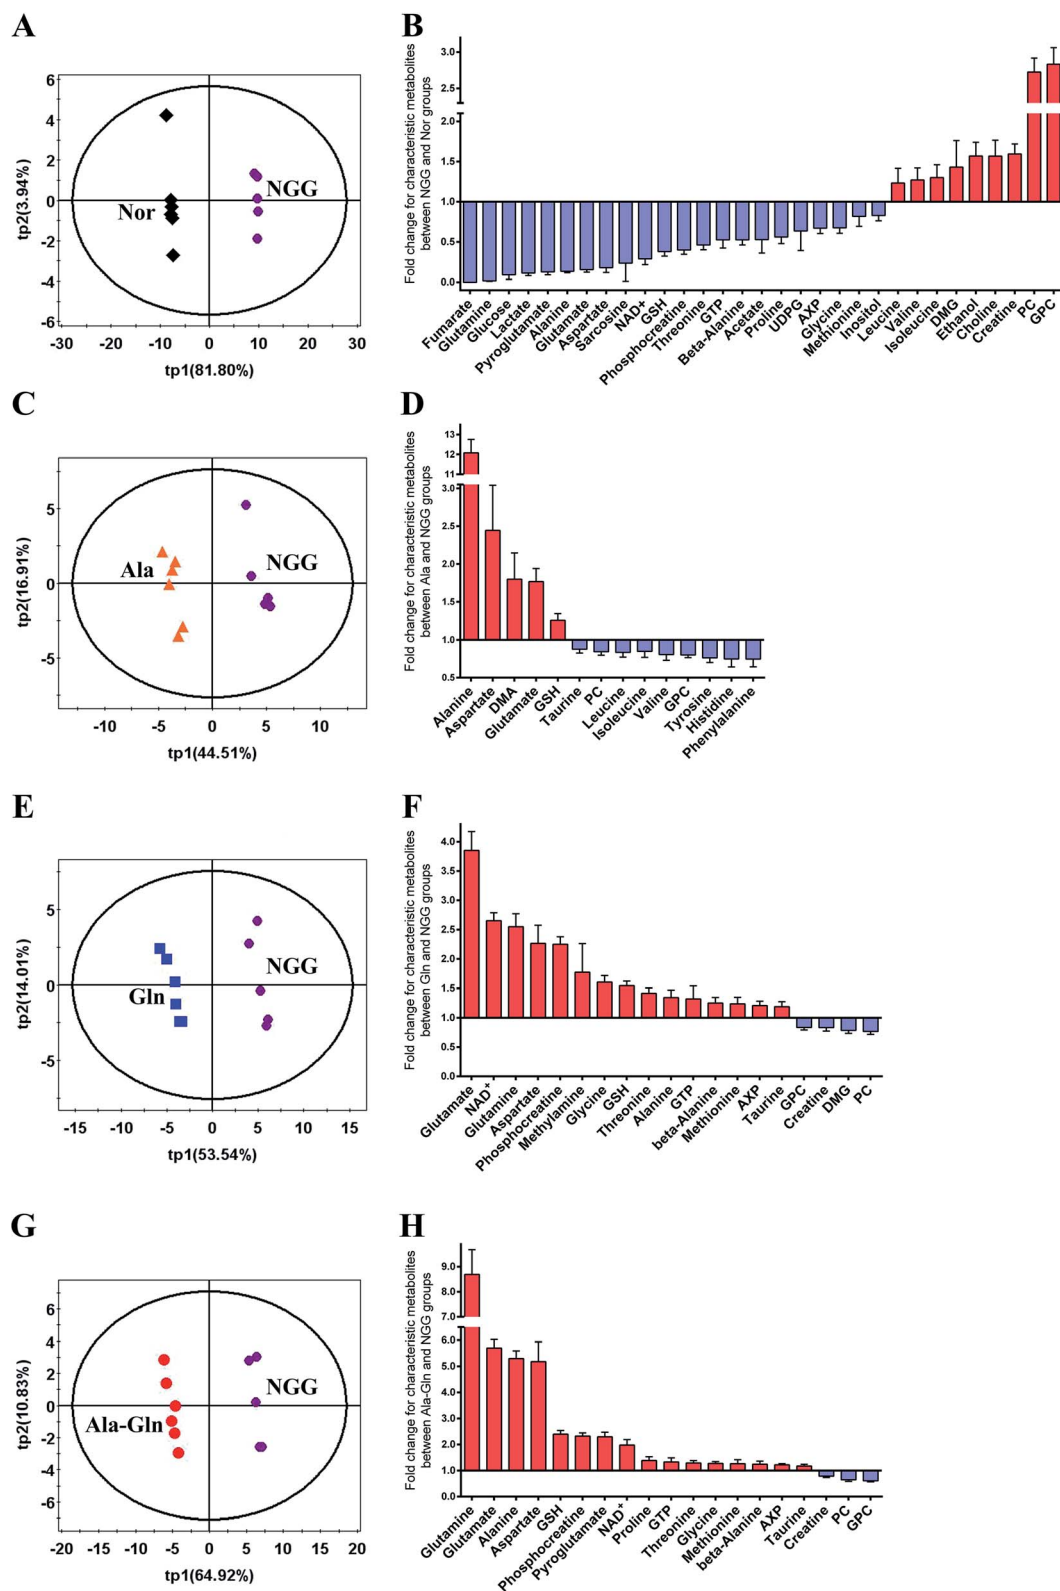 A
tp2(3.94%)
6
4
2
0
-2
-4
-6
Nor
NGG
-30 -20 -10 0 10 20 30
tp1(81.80%)
B
Fold change for characteristic metabolites
between NGG and Nor groups
3.0
2.5
2.0
1.5
1.0
0.5
0.0
Fumarate
Glutamine
Glucose
Lactate
Pyroglutamate
Alanine
Glutamate
Aspartate
Sarcosine
NAD+
GSH
Phosphocreatine
Threonine
GTP
Beta-Alanine
Acetate
Proline
UDPG
AXP
Glycine
Methionine
Inositol
Leucine
Valine
Isoleucine
DMG
Ethanol
Choline
Creatine
PC
GPC
C
tp2(16.91%)
5
0
-5
Ala
NGG
-10 -5 0 5 10
tp1(44.51%)
D
Fold change for characteristic metabolites
between Ala and NGG groups
13
12
11
3.0
2.5
2.0
1.5
1.0
0.5
Alanine
Aspartate
DMA
Glutamate
GSH
Taurine
PC
Leucine
Isoleucine
Valine
GPC
Tyrosine
Histidine
Phenylalanine
E
tp2(14.01%)
5
0
-5
Gln
NGG
-15 -10 -5 0 5 10 15
tp1(53.54%)
F
Fold change for characteristic metabolites
between Gln and NGG groups
4.0
3.5
3.0
2.5
2.0
1.5
1.0
0.5
0.0
Glutamate
NAD+
Glutamine
Aspartate
Phosphocreatine
Methylamine
Glycine
GSH
Threonine
Alanine
GTP
beta-Alanine
Methionine
AXP
Taurine
GPC
Creatine
DMG
PC
G
tp2(10.83%)
6
4
2
0
-2
-4
-6
Ala-Gln
NGG
-20 -15 -10 -5 0 5 10 15 20
tp1(64.92%)
H
Fold change for characteristic metabolites
between Ala-Gln and NGG groups
9.0
8.0
7.0
6.0
5.0
4.0
3.0
2.0
1.0
0.0
Glutamine
Glutamate
Alanine
Aspartate
GSH
Phosphocreatine
Pyroglutamate
NAD+
Proline
GTP
Threonine
Glycine
Methionine
beta-Alanine
AXP
Taurine
Creatine
PC
GPC